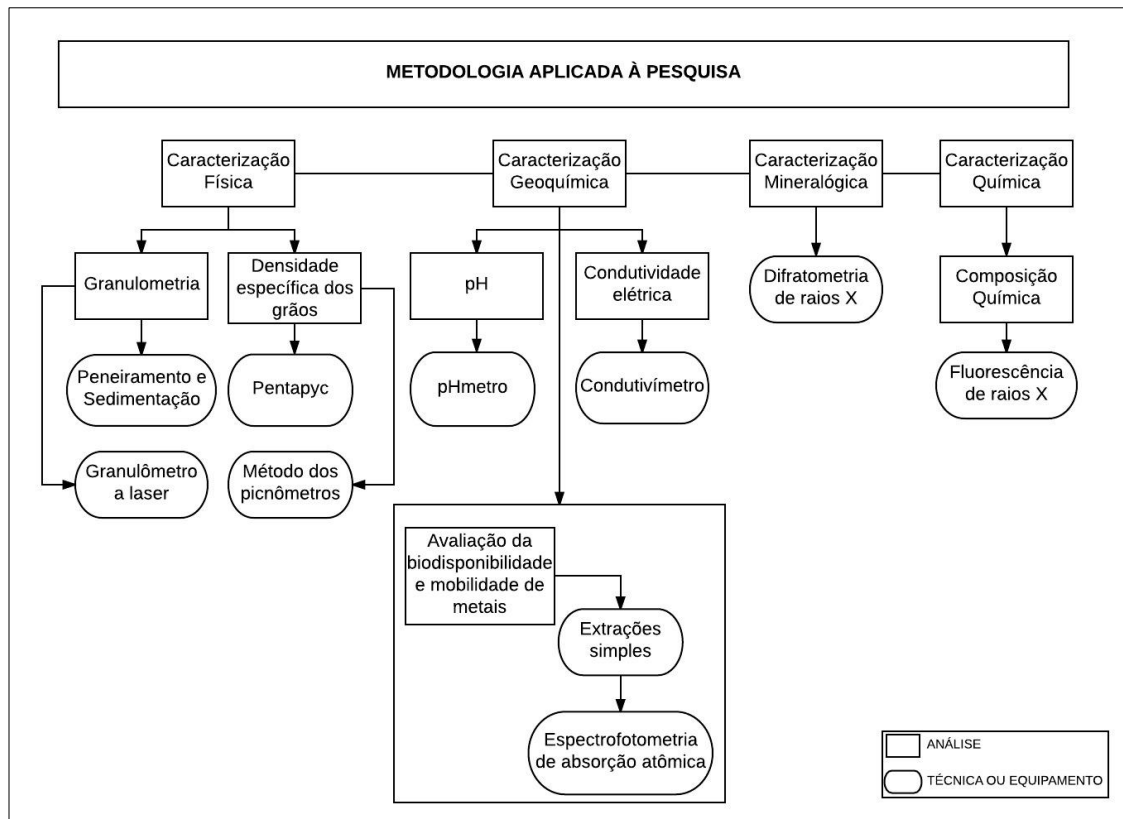 METODOLOGIA APLICADA À PESQUISA
Caracterização
Física
Caracterização
Geoquímica
Caracterização
Mineralógica
Caracterização
Química
Granulometria
Densidade
específica dos
grãos
pH
Condutividade
elétrica
Difratometria
de raios X
Composição
Química
Peneiramento e
Sedimentação
Pentapyc
pHmetro
Condutivímetro
Fluorescência
de raios X
Granulômetro
a laser
Método dos
picnômetros
Avaliação da
biodisponibilidade
e mobilidade de
metais
Extrações
simples
Espectrofotometria
de absorção atômica
ANÁLISE
TÉCNICA OU EQUIPAMENTO